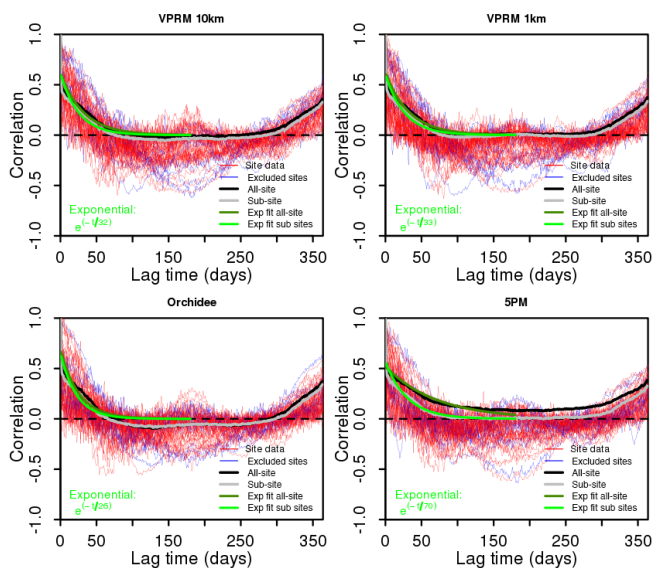 VPRM 10km
VPRM 1km
Correlation
1.0
0.5
0.0
-0.5
-1.0
Site data
Excluded sites
All-site
Sub-site
Exp fit all-site
Exp fit sub sites
Exponential:
e(-t/32)
0 50 150 250 350
Lag time (days)
Correlation
1.0
0.5
0.0
-0.5
-1.0
Site data
Excluded sites
All-site
Sub-site
Exp fit all-site
Exp fit sub sites
Exponential:
e(-t/33)
0 50 150 250 350
Lag time (days)
Orchidee
5PM
Correlation
1.0
0.5
0.0
-0.5
-1.0
Site data
Excluded sites
All-site
Sub-site
Exp fit all-site
Exp fit sub sites
Exponential:
e(-t/26)
0 50 150 250 350
Lag time (days)
Correlation
1.0
0.5
0.0
-0.5
-1.0
Site data
Excluded sites
All-site
Sub-site
Exp fit all-site
Exp fit sub sites
Exponential:
e(-t/70)
0 50 150 250 350
Lag time (days)